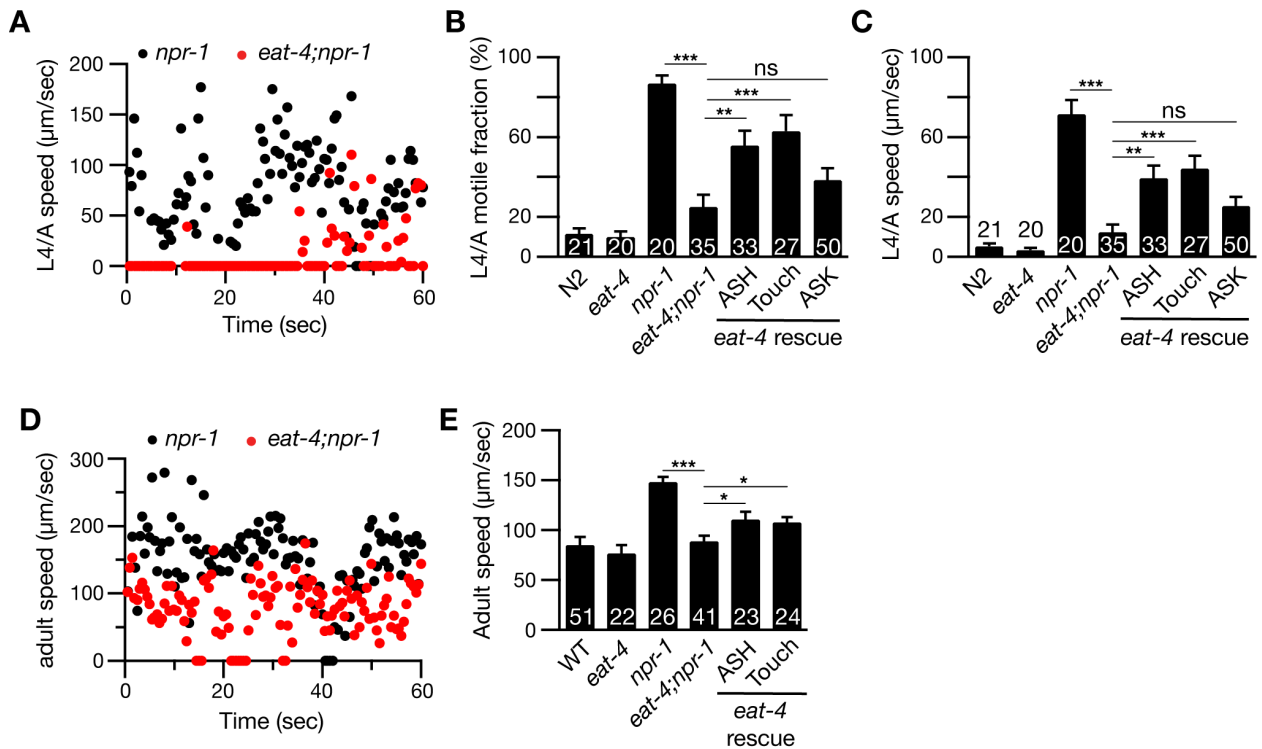 A
npr-1 eat-4;npr-1
L4/A speed (μm/sec)
200
150
100
50
0
0 20 40 60
Time (sec)
B
L4/A motile fraction (%)
100
60
20
0
***
ns
***
**
21 20 20 35 33 27 50
N2 eat-4 npr-1 eat-4;npr-1 ASH Touch ASK
eat-4 rescue
C
L4/A speed (μm/sec)
100
60
20
0
***
ns
***
**
21 20 20 35 33 27 50
N2 eat-4 npr-1 eat-4;npr-1 ASH Touch ASK
eat-4 rescue
D
npr-1 eat-4;npr-1
adult speed (μm/sec)
300
200
100
0
0 20 40 60
Time (sec)
E
Adult speed (μm/sec)
200
150
100
50
0
***
*
*
51 22 26 41 23 24
WT eat-4 npr-1 eat-4;npr-1 ASH Touch
eat-4
rescue